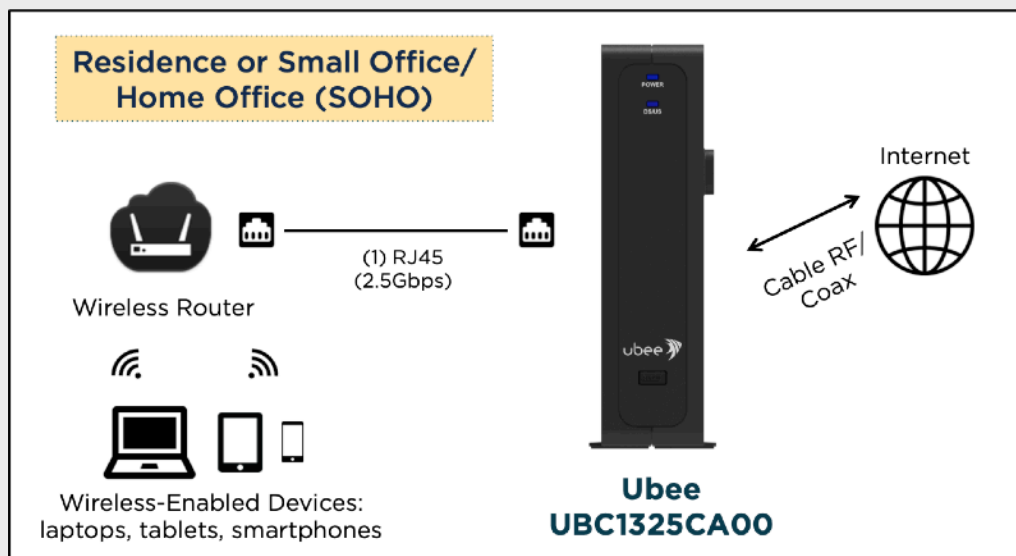 Residence or Small Office/
Home Office (SOHO)
POWER
DS/US
Internet
(1) RJ45
(2.5Gbps)
Cable RF/
Coax
Wireless Router
ubee
Wireless-Enabled Devices:
laptops, tablets, smartphones
Ubee
UBC1325CA00